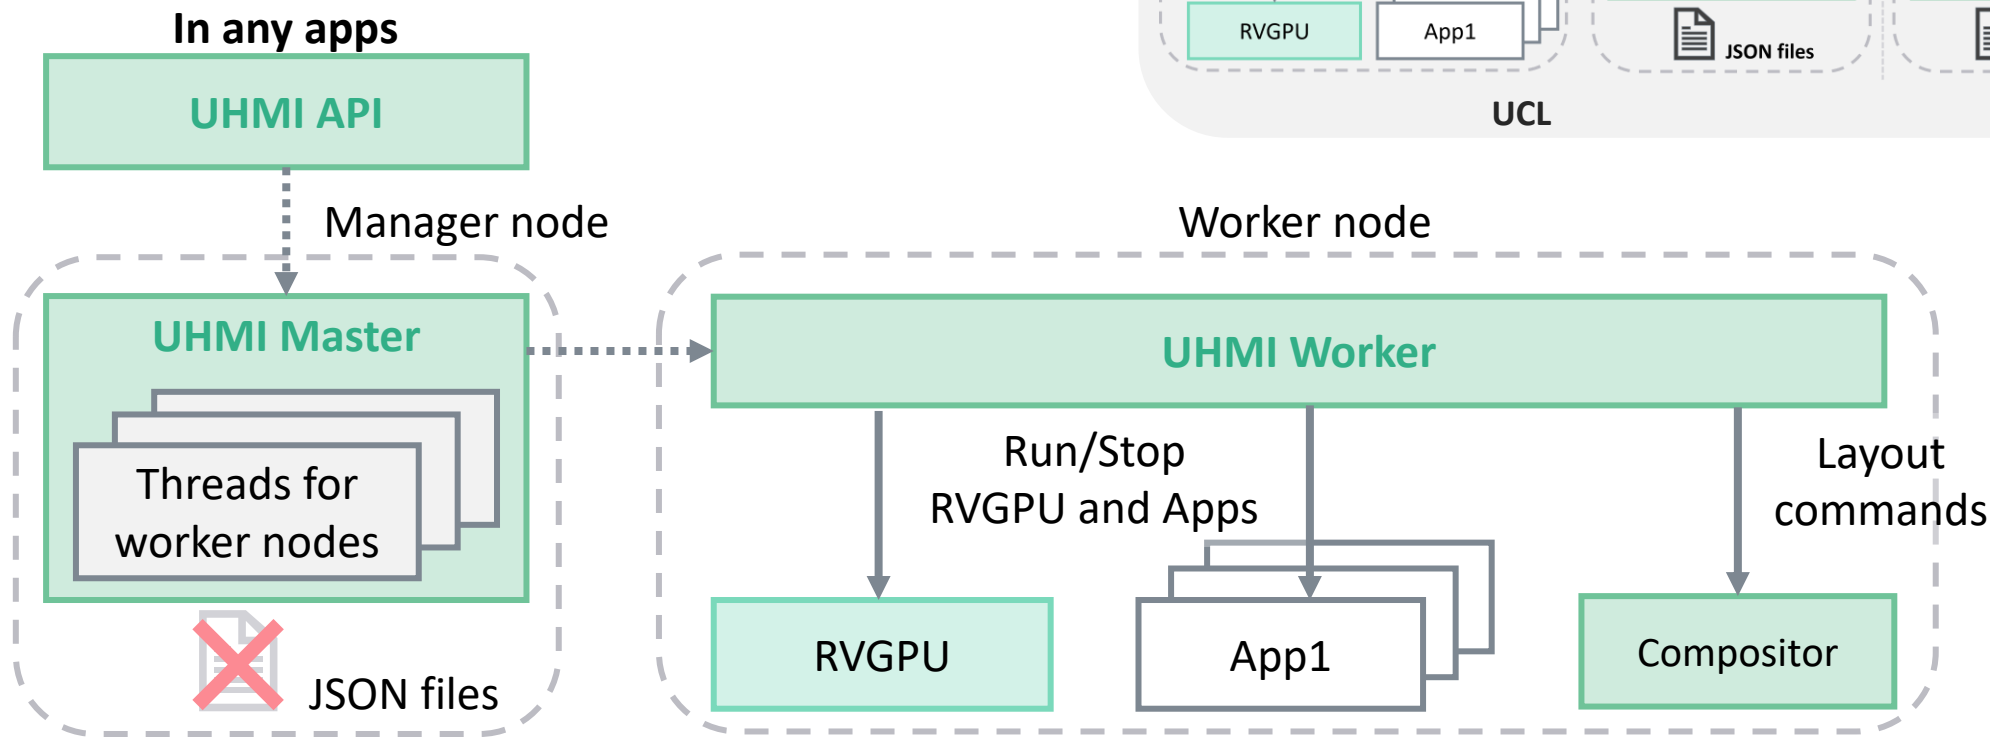 In any apps
UHMI API
RVGPU
App1
JSON files
UCL
Manager node
Worker node
UHMI Master
Threads for
worker nodes
JSON files
UHMI Worker
Run/Stop
RVGPU and Apps
Layout
commands
RVGPU
App1
Compositor